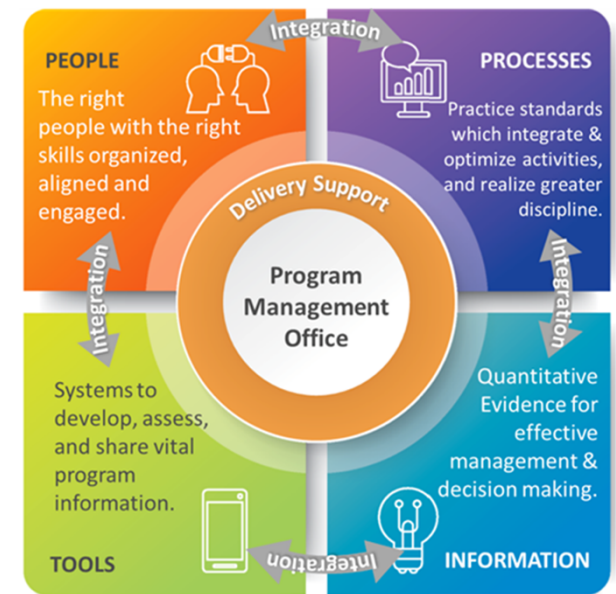 Integration
PEOPLE
The right
people with the right
skills organized,
aligned and
engaged.
PROCESSES
Practice standards
which integrate &
optimize activities,
and realize greater
discipline.
Delivery Support
Program
Management
Office
Integration
Integration
Systems to
develop, assess,
and share vital
program
information.
TOOLS
Quantitative
Evidence for
effective
management &
decision making.
INFORMATION
Integration